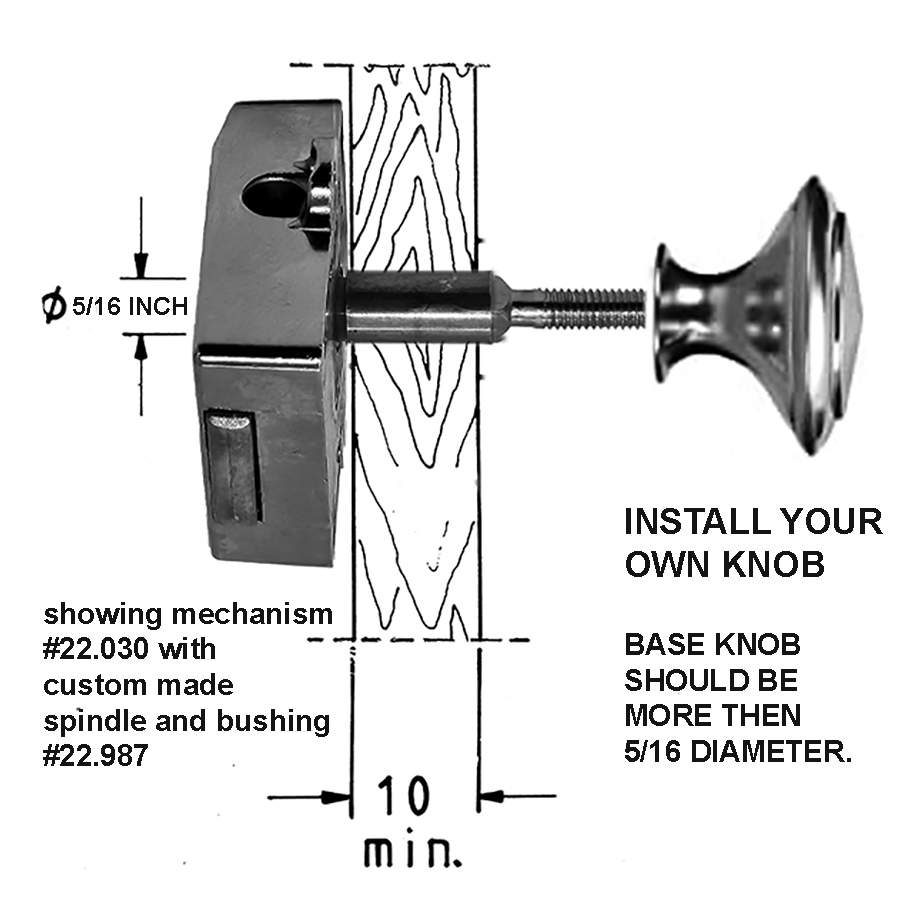 Ø 5/16 INCH
INSTALL YOUR
OWN KNOB
showing mechanism
#22.030 with
custom made
spindle and bushing
#22.987
BASE KNOB
SHOULD BE
MORE THEN
5/16 DIAMETER.
10
min.